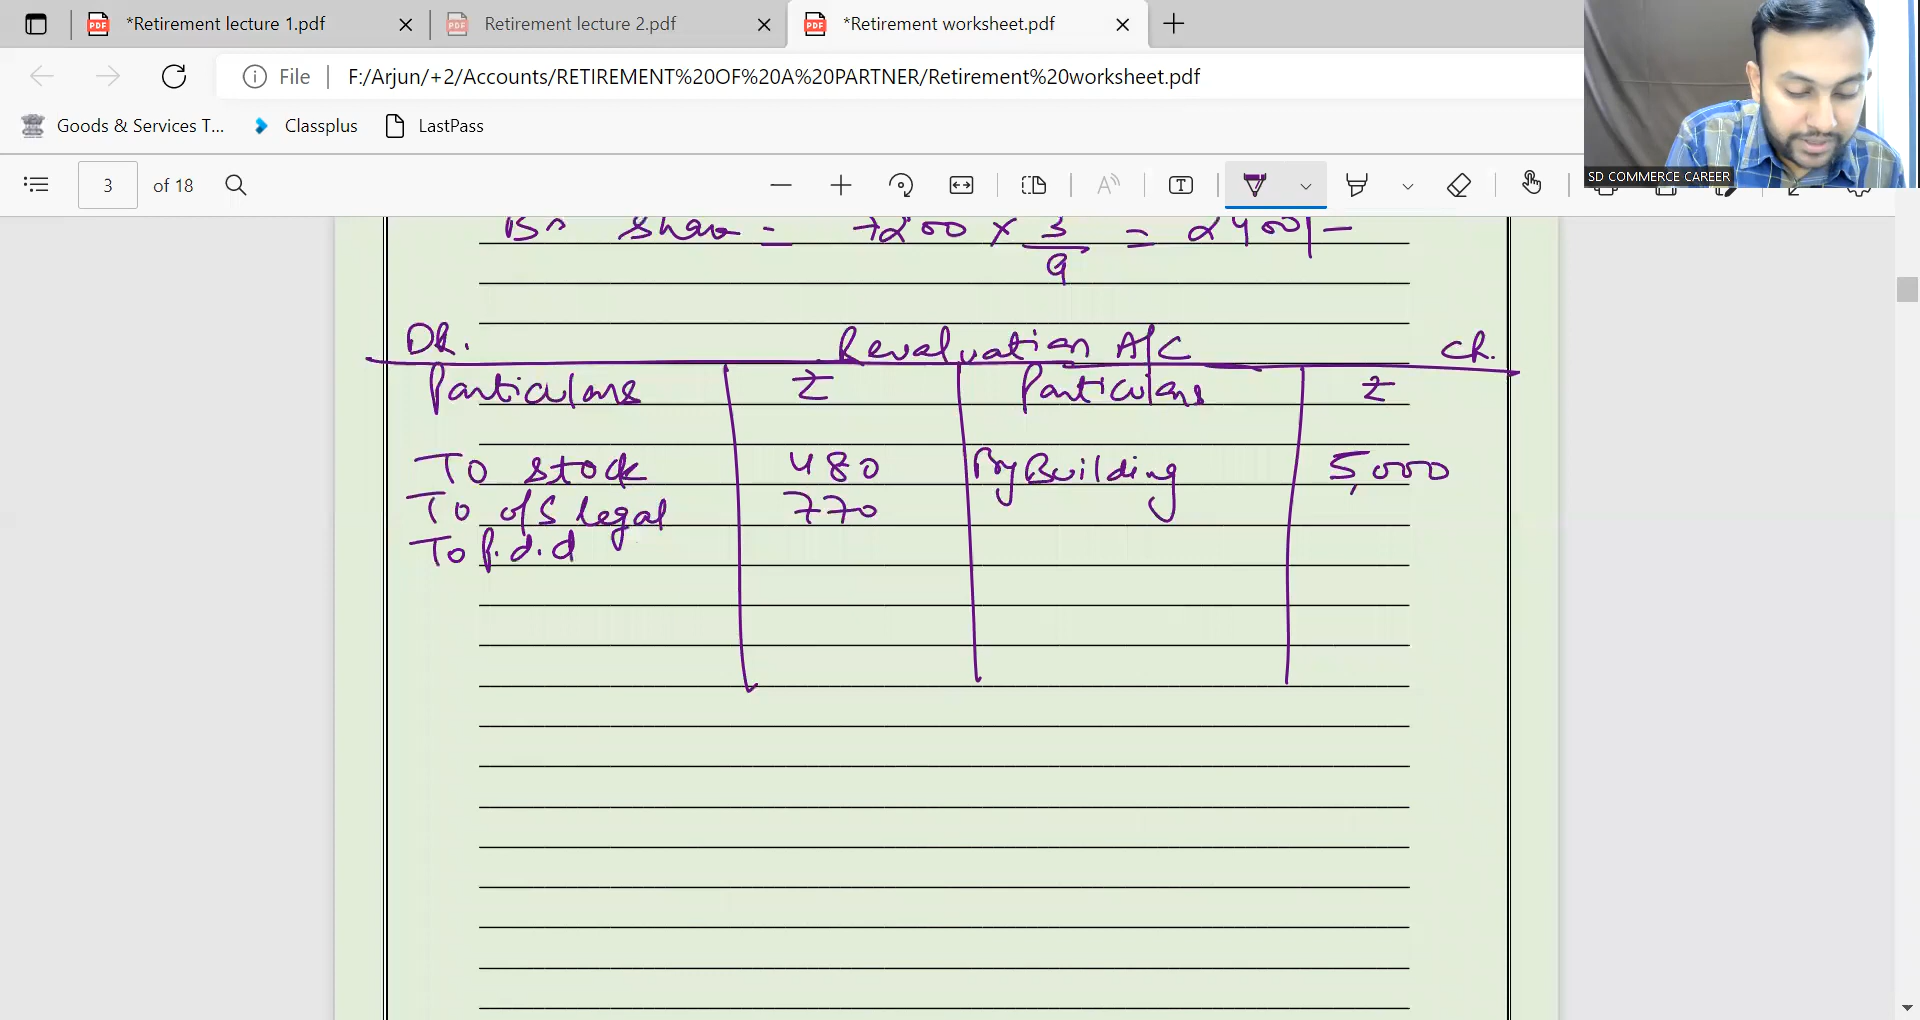 *Retirement lecture 1.pdf
Retirement lecture 2.pdf
*Retirement worksheet.pdf
File
F:/Arjun/+2/Accounts/RETIREMENT%20OF%20A%20PARTNER/Retirement%20worksheet.pdf
Goods & Services T...
Classplus
LastPass
SD COMMERCE CAREER
3 of 18
B's Share = 7200 × 3/9 = 2400/-
DR. Revaluation A/C CR.
Particulars ₹ Particulars ₹
To Stock 480 By Building 5,000
To o/s legal 770
To P.d.d